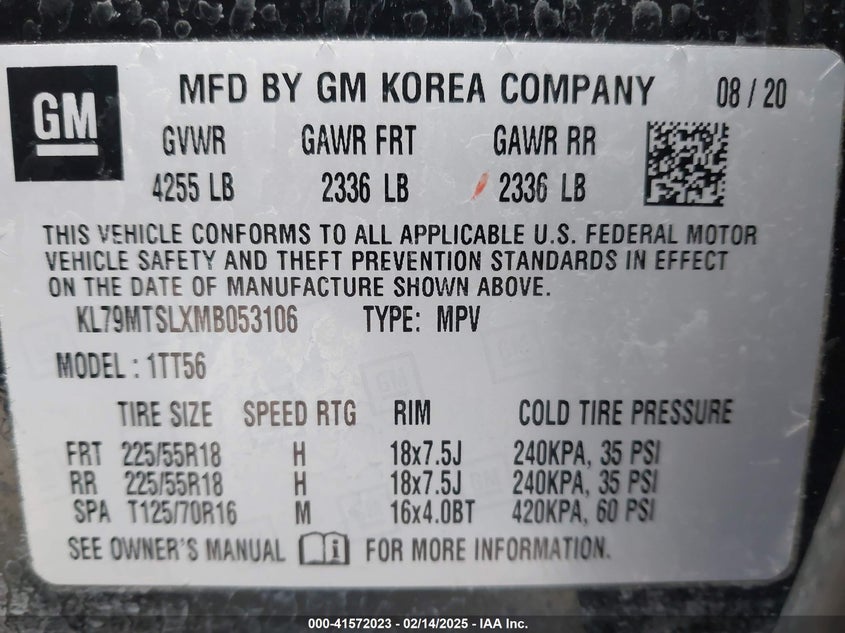 GM
MFD BY GM KOREA COMPANY 08 / 20
GVWR GAWR FRT GAWR RR
4255 LB 2336 LB 2336 LB
THIS VEHICLE CONFORMS TO ALL APPLICABLE U.S. FEDERAL MOTOR
VEHICLE SAFETY AND THEFT PREVENTION STANDARDS IN EFFECT
ON THE DATE OF MANUFACTURE SHOWN ABOVE.
KL79MTSLXMB053106 TYPE: MPV
MODEL : 1TT56
TIRE SIZE SPEED RTG RIM COLD TIRE PRESSURE
FRT 225/55R18 H 18x7.5J 240KPA, 35 PSI
RR 225/55R18 H 18x7.5J 240KPA, 35 PSI
SPA T125/70R16 M 16x4.0BT 420KPA, 60 PSI
SEE OWNER'S MANUAL FOR MORE INFORMATION.
000-41572023 - 02/14/2025 - IAA Inc.